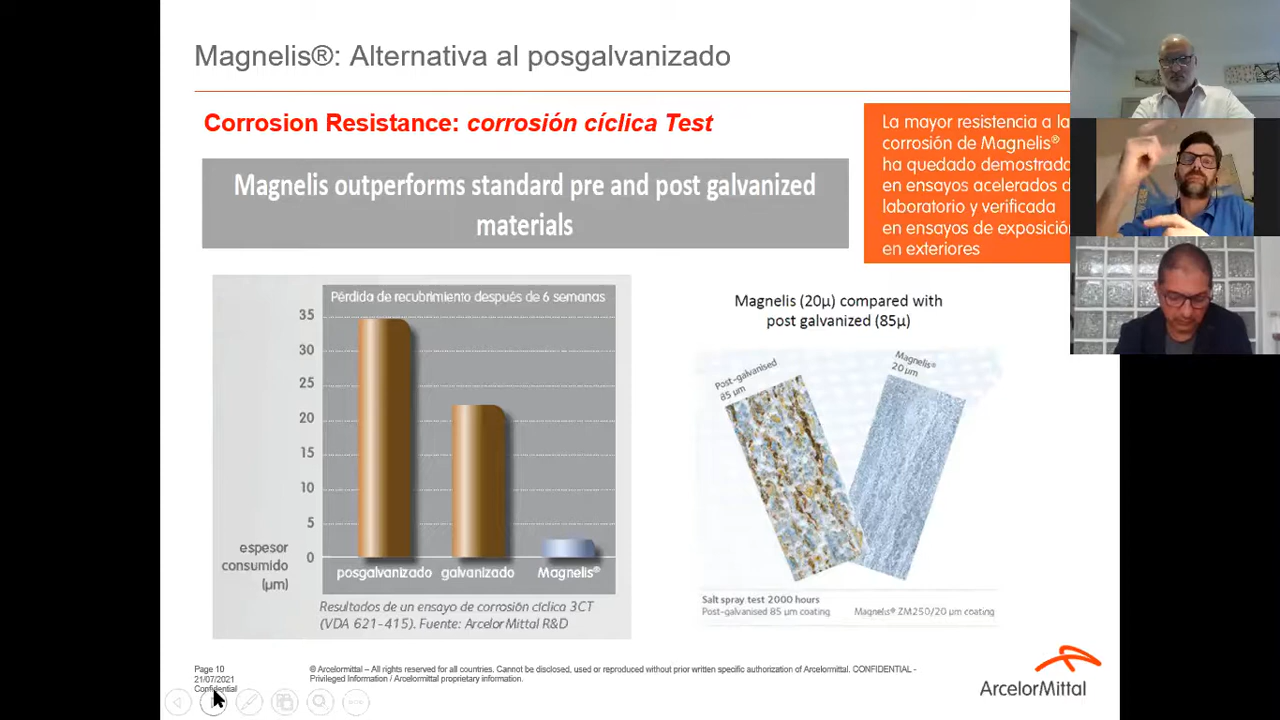 Magnelis®: Alternativa al posgalvanizado
Corrosion Resistance: corrosión cíclica Test
Magnelis outperforms standard pre and post galvanized
materials
La mayor resistencia a la
corrosión de Magnelis®
ha quedado demostrada
en ensayos acelerados d
laboratorio y verificada
en ensayos de exposició
en exteriores
Pérdida de recubrimiento después de 6 semanas
35
30
25
20
15
10
5
0
espesor
consumido
(μm)
posgalvanizado galvanizado Magnelis®
Resultados de un ensayo de corrosión cíclica 3CT
(VDA 621-415). Fuente: ArcelorMittal R&D
Magnelis (20μ) compared with
post galvanized (85μ)
Post-galvanised
85 μm
Magnelis®
20 μm
Salt spray test 2000 hours
Post-galvanised 85 μm coating
Magnelis® ZM250/20 μm coating
Page 10
21/07/2021
Confidential
© Arcelormittal – All rights reserved for all countries. Cannot be disclosed, used or reproduced without prior written specific authorization of Arcelormittal. CONFIDENTIAL -
Privileged Information / Arcelormittal proprietary information.
ArcelorMittal